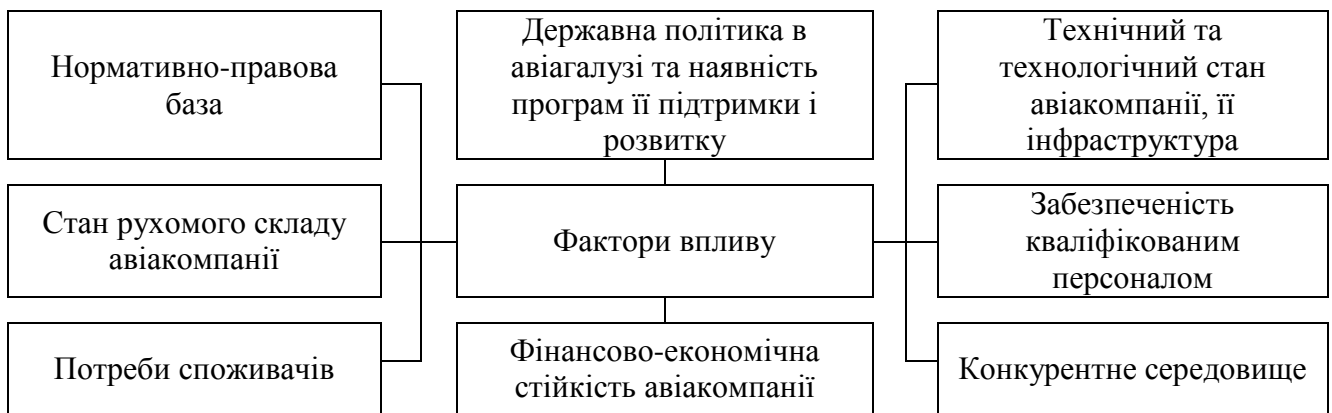 Нормативно-правова
база
Державна політика в
авіагалузі та наявність
програм її підтримки і
розвитку
Технічний та
технологічний стан
авіакомпанії, її
інфраструктура
Стан рухомого складу
авіакомпанії
Фактори впливу
Забезпеченість
кваліфікованим
персоналом
Потреби споживачів
Фінансово-економічна
стійкість авіакомпанії
Конкурентне середовище